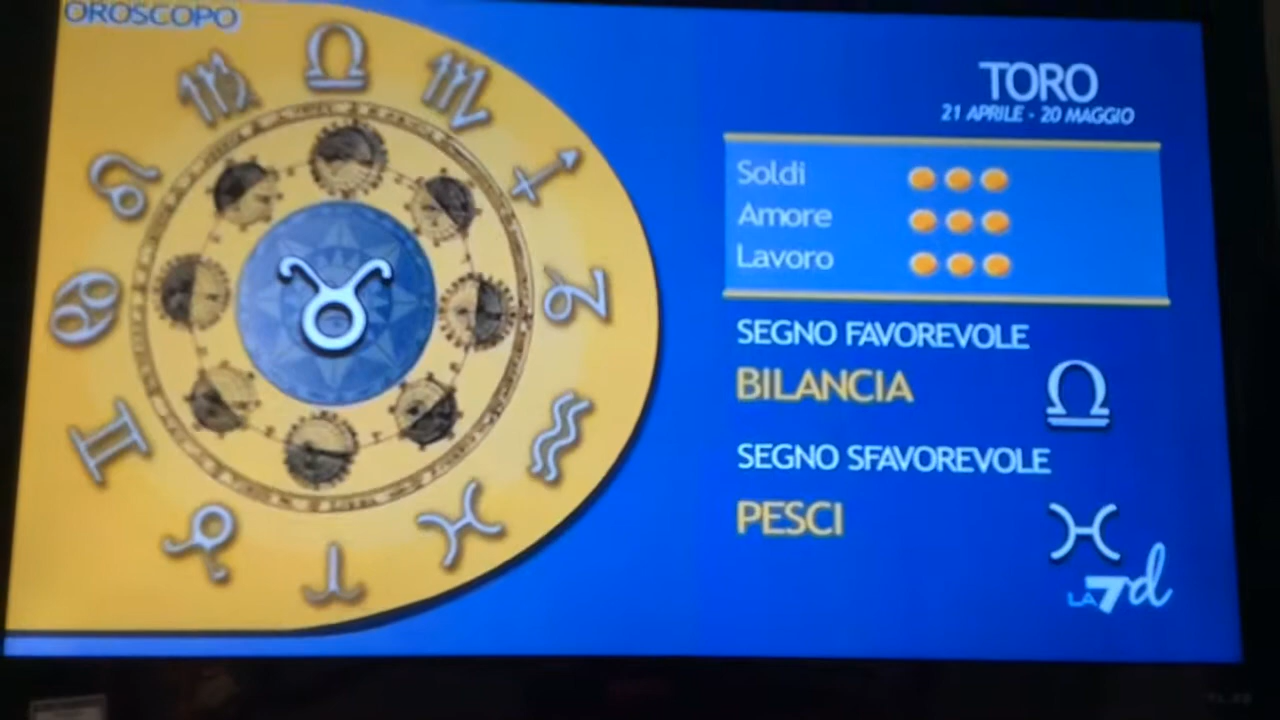 OROSCOPO
TORO
21 APRILE - 20 MAGGIO
Soldi
Amore
Lavoro
SEGNO FAVOREVOLE
BILANCIA
SEGNO SFAVOREVOLE
PESCI
LA7d